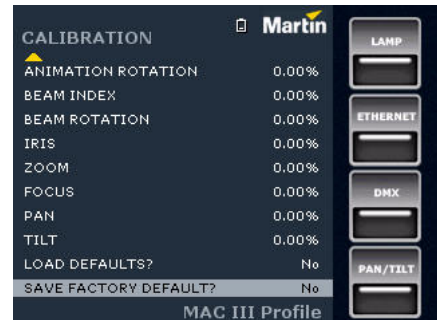 Martin
CALIBRATION
ANIMATION ROTATION 0.00%
BEAM INDEX 0.00%
BEAM ROTATION 0.00%
IRIS 0.00%
ZOOM 0.00%
FOCUS 0.00%
PAN 0.00%
TILT 0.00%
LOAD DEFAULTS? No
SAVE FACTORY DEFAULT? No
MAC III Profile
LAMP
ETHERNET
DMX
PAN/TILT